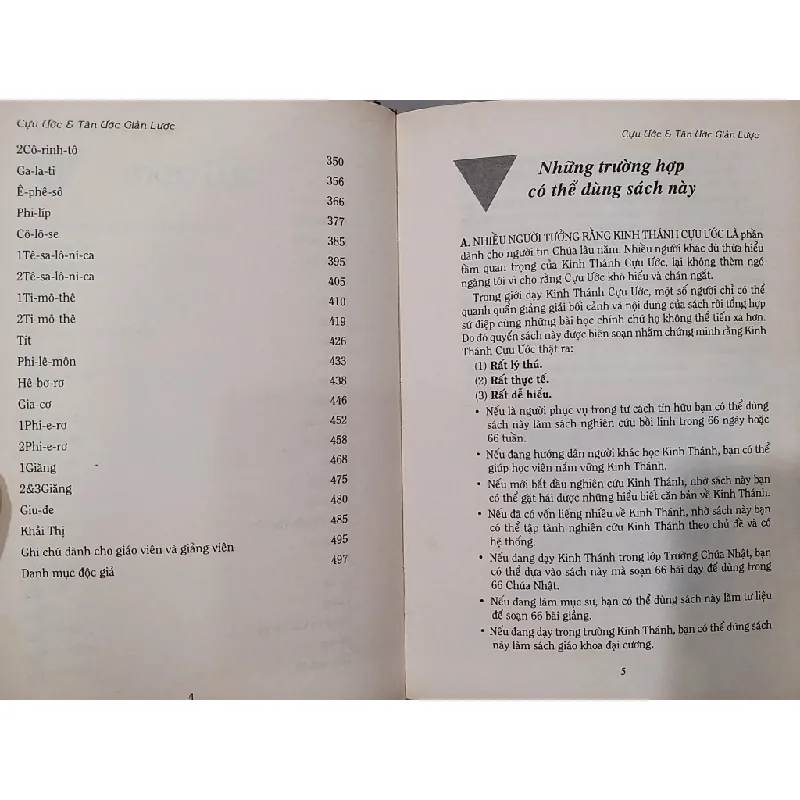 Cựu Ước & Tân Ước Giản Lược
2Cô-rinh-tô 350
Ga-la-ti 356
Ê-phê-sô 366
Phi-líp 377
Cô-lô-se 385
1Tê-sa-lô-ni-ca 395
2Tê-sa-lô-ni-ca 405
1Ti-mô-thê 410
2Ti mô thê 419
Tít 426
Phi-lê-môn 433
Hê bơ-rơ 438
Gia cơ 446
1Phi-e-rơ 452
2Phi-e-rơ 458
1Giăng 468
2&3Giăng 475
Giu-đe 480
Khải Thị 485
Ghi chú dành cho giáo viên và giảng viên 495
Danh mục độc giả 497
4
Cựu Ước & Tân Ước Giản Lược
Những trường hợp
có thể dùng sách này
A. NHIỀU NGƯỜI TƯỞNG RẰNG KINH THÁNH CỰU ƯỚC LÀ phần
dành cho người tin Chúa lâu năm. Nhiều người khác dù thừa hiểu
tầm quan trọng của Kinh Thánh Cựu Ước, lại không thèm ngó
ngàng tới vì cho rằng Cựu Ước khó hiểu và chán ngắt.
Trong giới dạy Kinh Thánh Cựu Ước, một số người chỉ có thể
quanh quẩn giảng giải bối cảnh và nội dung của sách rồi tổng hợp
sứ điệp cùng những bài học chính chứ họ không thể tiến xa hơn.
Do đó quyển sách này được biên soạn nhằm chứng minh rằng Kinh
Thánh Cựu Ước thật ra:
(1) Rất lý thú.
(2) Rất thực tế.
(3) Rất dễ hiểu.
• Nếu là người phục vụ trong tư cách tín hữu bạn có thể dùng
sách này làm sách nghiên cứu bồi linh trong 66 ngày hoặc
66 tuần.
• Nếu đang hướng dẫn người khác học Kinh Thánh, bạn có thể
giúp học viên nắm vững Kinh Thánh.
• Nếu mới bắt đầu nghiên cứu Kinh Thánh, nhờ sách này bạn
có thể gặt hái được những hiểu biết căn bản về Kinh Thánh.
• Nếu đã có vốn liếng nhiều về Kinh Thánh, nhờ sách này bạn
có thể tập tành nghiên cứu Kinh Thánh theo chủ đề và có
hệ thống.
• Nếu đang dạy Kinh Thánh trong lớp Trường Chúa Nhật, bạn
có thể dựa vào sách này mà soạn 66 bài dạy để dùng trong
66 Chúa Nhật.
• Nếu đang làm mục sư, bạn có thể dùng sách này làm tư liệu
để soạn 66 bài giảng.
• Nếu đang dạy trong trường Kinh Thánh, bạn có thể dùng sách
này làm sách giáo khoa đại cương.
5